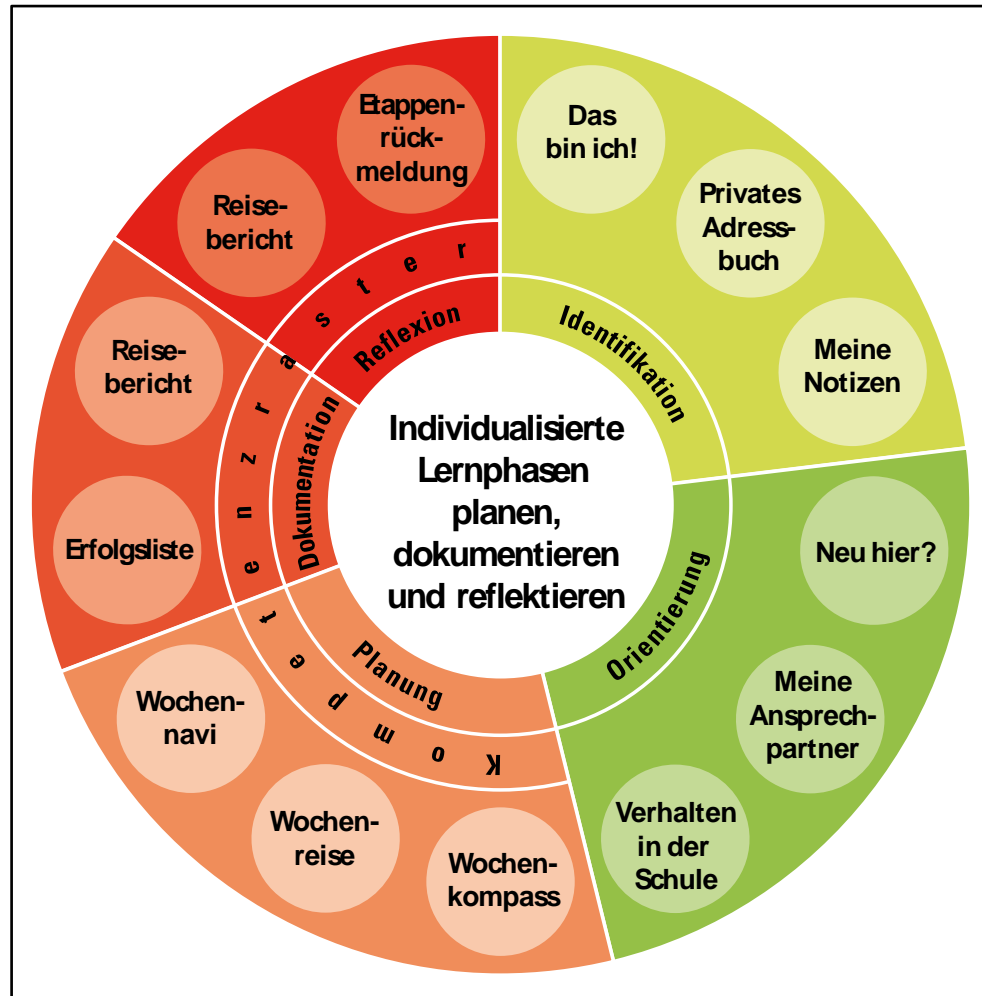 Individualisierte
Lernphasen
planen,
dokumentieren
und reflektieren
Identifikation
Das
bin ich!
Privates
Adress-
buch
Meine
Notizen
Orientierung
Neu hier?
Meine
Ansprech-
partner
Verhalten
in der
Schule
Kompetenzraster
Planung
Wochen-
kompass
Wochen-
reise
Wochen-
navi
Dokumentation
Erfolgsliste
Reise-
bericht
Reflexion
Reise-
bericht
Etappen-
rück-
meldung